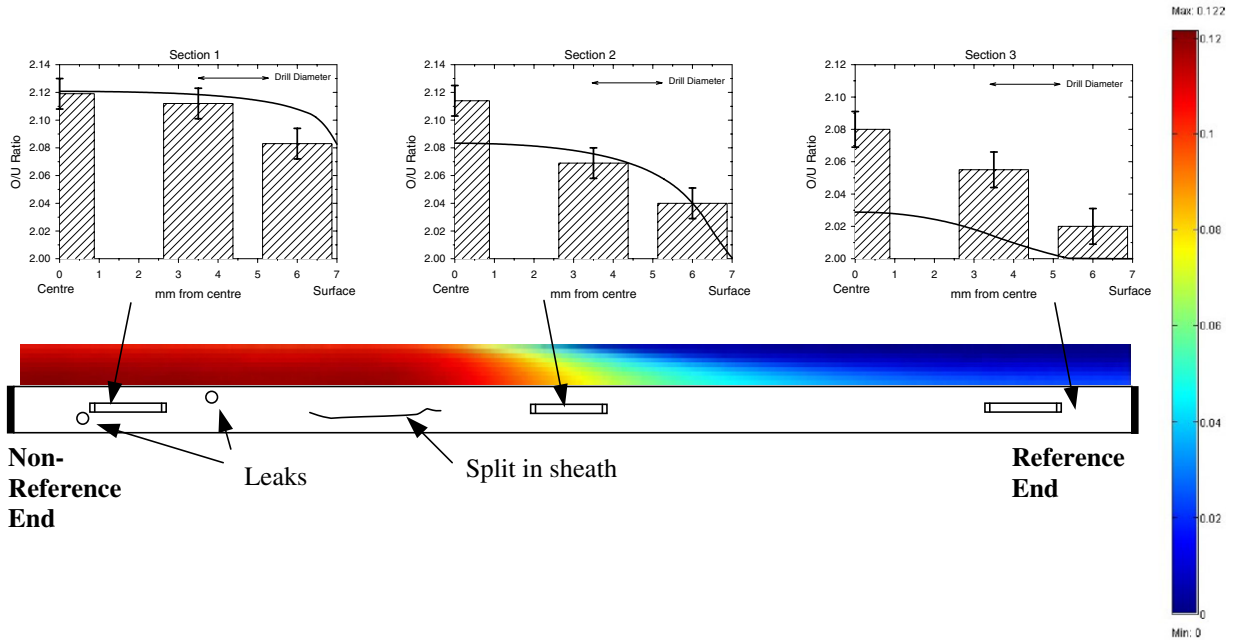 Max: 0.122
Section 1
Drill Diameter
O/U Ratio
2.14
2.12
2.10
2.08
2.06
2.04
2.02
2.00
0 1 2 3 4 5 6 7
Centre mm from centre Surface
Section 2
Drill Diameter
O/U Ratio
2.14
2.12
2.10
2.08
2.06
2.04
2.02
2.00
0 1 2 3 4 5 6 7
Centre mm from centre Surface
Section 3
Drill Diameter
O/U Ratio
2.12
2.10
2.08
2.06
2.04
2.02
2.00
0 1 2 3 4 5 6 7
Centre mm from centre Surface
0.12
0.1
0.08
0.06
0.04
0.02
0
Min: 0
Non-
Reference
End
Leaks
Split in sheath
Reference
End